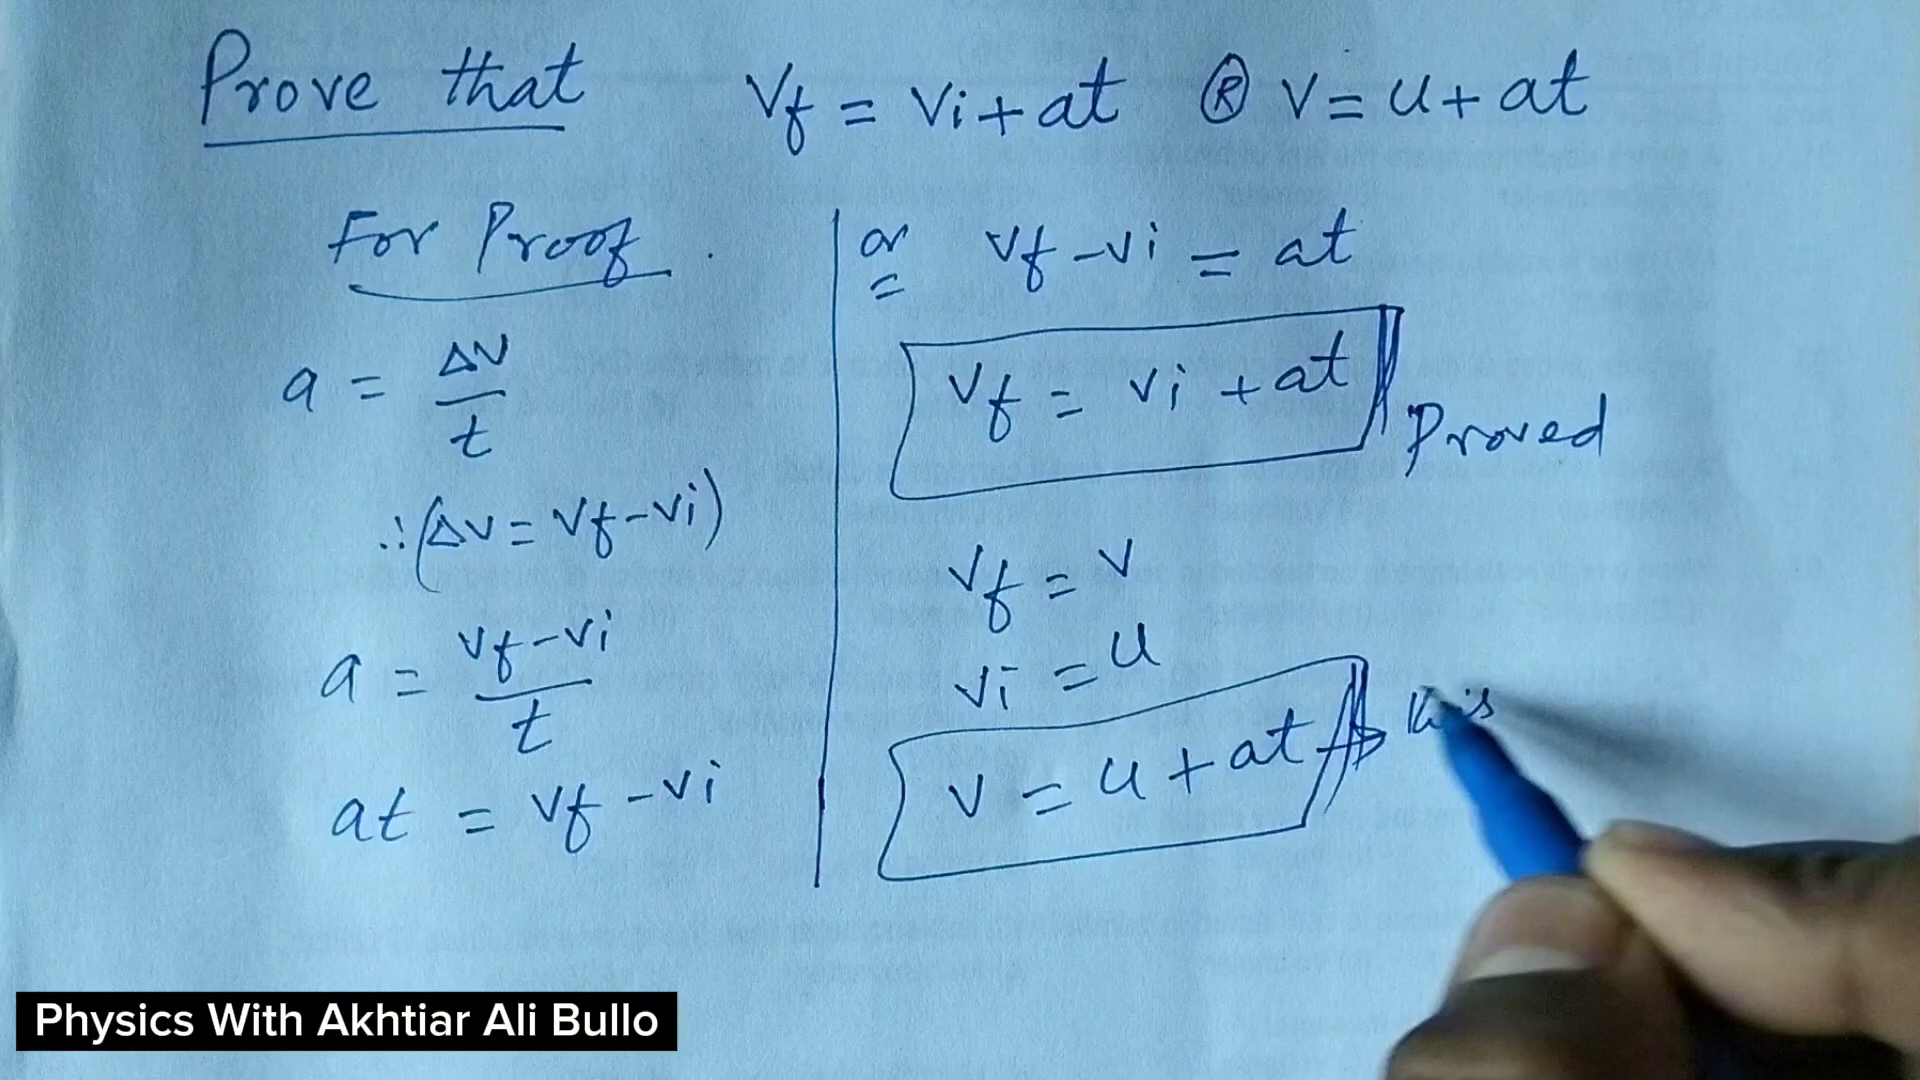 Prove that Vf = Vi + at ® V = u + at
For Proof.
a = ΔV/t
∴ (ΔV = Vf - Vi)
a = Vf - Vi/t
at = Vf - Vi
or Vf - Vi = at
Vf = Vi + at
Proved
Vf = V
Vi = u
V = u + at
Physics With Akhtiar Ali Bullo